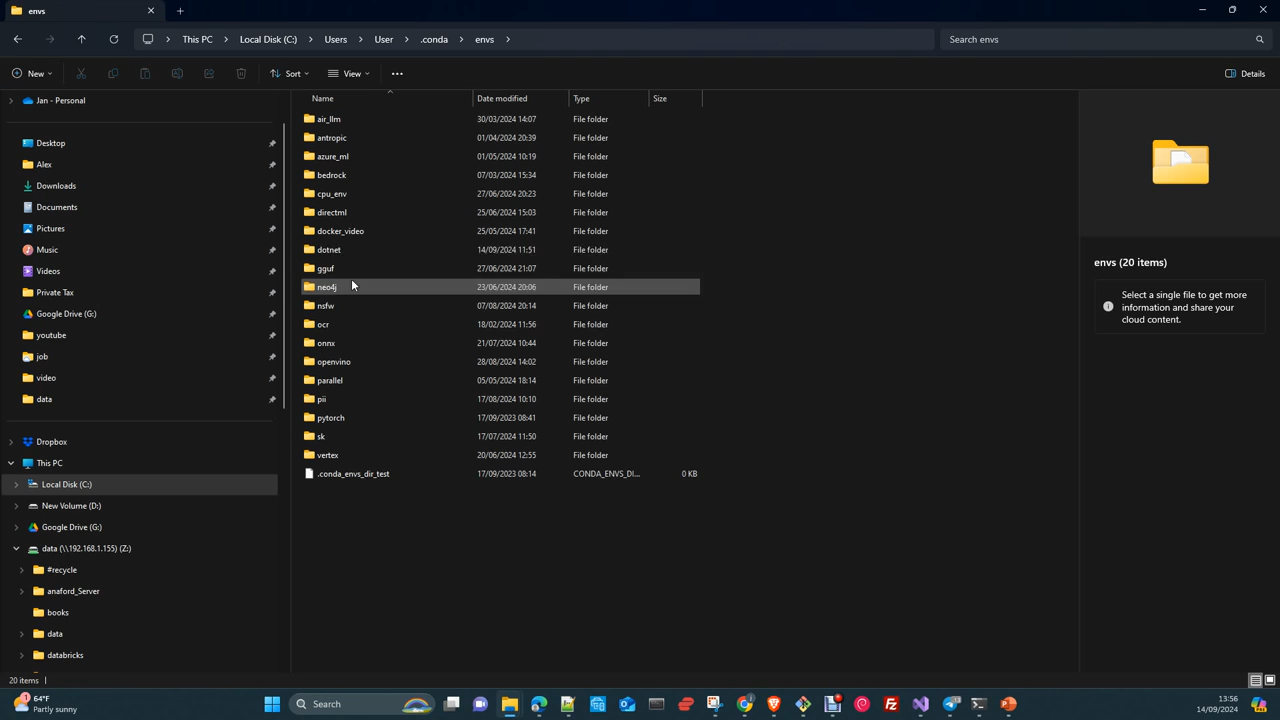 envs
This PC > Local Disk (C:) > Users > User > .conda > envs >
Search envs
New
Sort
View
Details
Jan - Personal
Desktop
Alex
Downloads
Documents
Pictures
Music
Videos
Private Tax
Google Drive (G:)
youtube
job
video
data
Dropbox
This PC
Local Disk (C:)
New Volume (D:)
Google Drive (G:)
data (\\192.168.1.155) (Z:)
#recycle
anaford_Server
books
data
databricks
Name Date modified Type Size
air_llm 30/03/2024 14:07 File folder
antropic 01/04/2024 20:39 File folder
azure_ml 01/05/2024 10:19 File folder
bedrock 07/03/2024 15:34 File folder
cpu_env 27/06/2024 20:23 File folder
directml 25/06/2024 15:03 File folder
docker_video 25/05/2024 17:41 File folder
dotnet 14/09/2024 11:51 File folder
gguf 27/06/2024 21:07 File folder
neo4j 23/06/2024 20:06 File folder
nsfw 07/08/2024 20:14 File folder
ocr 18/02/2024 11:56 File folder
onnx 21/07/2024 10:44 File folder
openvino 28/08/2024 14:02 File folder
parallel 05/05/2024 18:14 File folder
pii 17/08/2024 10:10 File folder
pytorch 17/09/2023 08:41 File folder
sk 17/07/2024 11:50 File folder
vertex 20/06/2024 12:55 File folder
.conda_envs_dir_test 17/09/2023 08:14 CONDA_ENVS_DI... 0 KB
envs (20 items)
Select a single file to get more
information and share your
cloud content.
20 items
1
64°F
Partly sunny
Search
13:56
14/09/2024